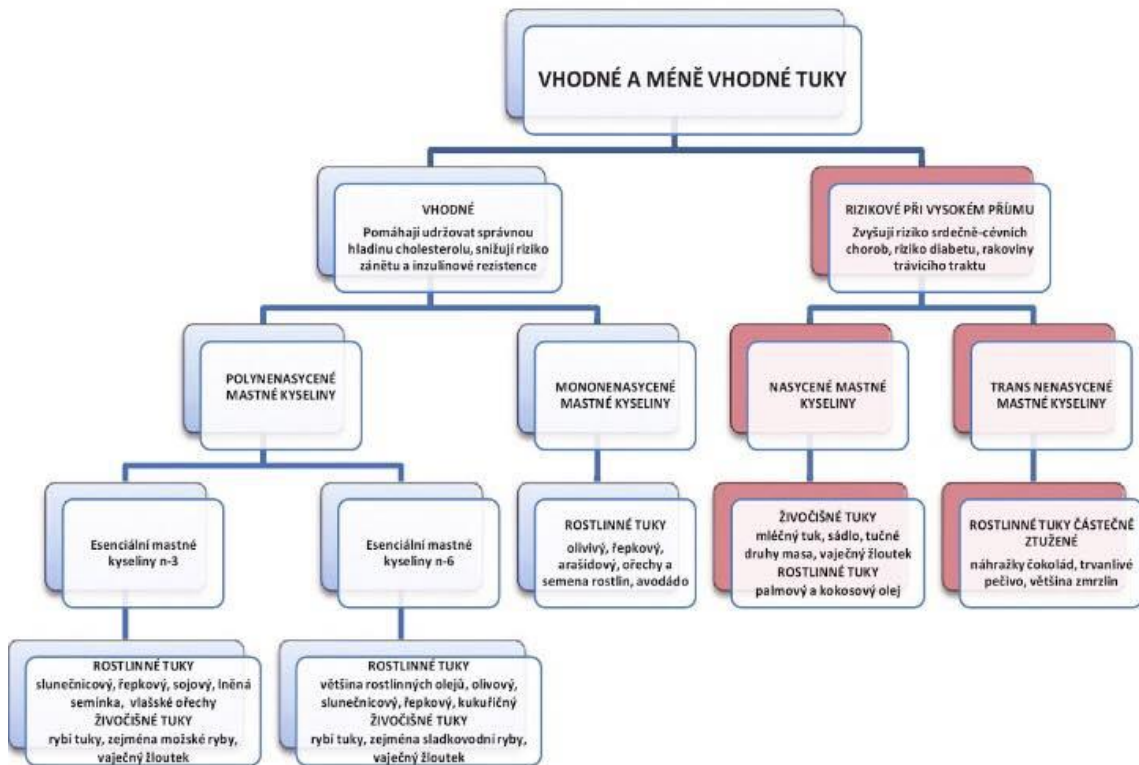 VHODNÉ A MÉNĚ VHODNÉ TUKY
VHODNÉ
Pomáhají udržovat správnou
hladinu cholesterolu, snižují riziko
zánětu a inzulinové rezistence
RIZIKOVÉ PŘI VYSOKÉM PŘÍJMU
Zvyšují riziko srdečně-cévních
chorob, riziko diabetu, rakoviny
trávicího traktu
POLYNENASYCENÉ
MASTNÉ KYSELINY
MONONENASYCENÉ
MASTNÉ KYSELINY
NASYCENÉ MASTNÉ
KYSELINY
TRANS NENASYCENÉ
MASTNÉ KYSELINY
Esenciální mastné
kyseliny n-3
Esenciální mastné
kyseliny n-6
ROSTLINNÉ TUKY
olivivý, řepkový,
arašídový, ořechy a
semena rostlin, avodádo
ŽIVOČIŠNÉ TUKY
mléčný tuk, sádlo, tučné
druhy masa, vaječný žloutek
ROSTLINNÉ TUKY
palmový a kokosový olej
ROSTLINNÉ TUKY ČÁSTEČNĚ
ZTUŽENÉ
náhražky čokolád, trvanlivé
pečivo, většina zmrzlin
ROSTLINNÉ TUKY
slunečnicový, řepkový, sojový, lněná
semínka, vlašské ořechy
ŽIVOČIŠNÉ TUKY
rybí tuky, zejména možské ryby,
vaječný žloutek
ROSTLINNÉ TUKY
většina rostlinných olejů, olivový,
slunečnicový, řepkový, kukuřičný
ŽIVOČIŠNÉ TUKY
rybí tuky, zejména sladkovodní ryby,
vaječný žloutek